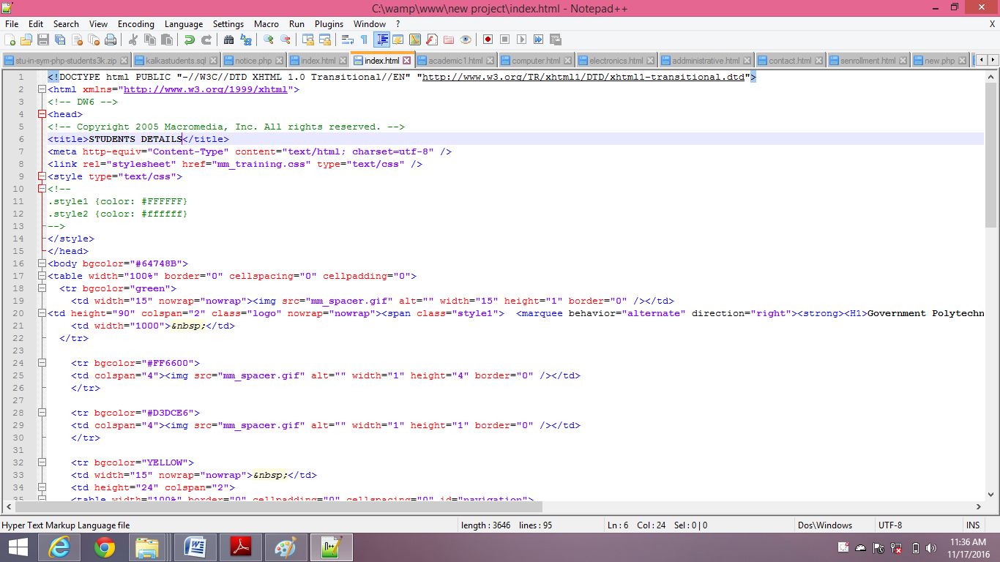 C:\wamp\www\new project\index.html - Notepad++
File Edit Search View Encoding Language Settings Macro Run Plugins Window ? X
stu-in-sym-php-students3k.zip kalkastudents.sql notice.php index.html index.html academic1.html computer.html electronics.html addministrative.html contact.html senrollment.html new.php
1 <!DOCTYPE html PUBLIC "-//W3C//DTD XHTML 1.0 Transitional//EN" "http://www.w3.org/TR/xhtml1/DTD/xhtml1-transitional.dtd">
2 <html xmlns="http://www.w3.org/1999/xhtml">
3 <!-- DW6 -->
4 <head>
5 <!-- Copyright 2005 Macromedia, Inc. All rights reserved. -->
6 <title>STUDENTS DETAILS</title>
7 <meta http-equiv="Content-Type" content="text/html; charset=utf-8" />
8 <link rel="stylesheet" href="mm_training.css" type="text/css" />
9 <style type="text/css">
10 <!--
11 .style1 {color: #FFFFFF}
12 .style2 {color: #ffffff}
13 -->
14 </style>
15 </head>
16 <body bgcolor="#64748B">
17 <table width="100%" border="0" cellspacing="0" cellpadding="0">
18 <tr bgcolor="green">
19 <td width="15" nowrap="nowrap"><img src="mm_spacer.gif" alt="" width="15" height="1" border="0" /></td>
20 <td height="90" colspan="2" class="logo" nowrap="nowrap"><span class="style1"> <marquee behavior="alternate" direction="right"><strong><H1>Government Polytechn
21 <td width="1000">&nbsp;</td>
22 </tr>
23
24 <tr bgcolor="#FF6600">
25 <td colspan="4"><img src="mm_spacer.gif" alt="" width="1" height="4" border="0" /></td>
26 </tr>
27
28 <tr bgcolor="#D3DCE6">
29 <td colspan="4"><img src="mm_spacer.gif" alt="" width="1" height="1" border="0" /></td>
30 </tr>
31
32 <tr bgcolor="YELLOW">
33 <td width="15" nowrap="nowrap">&nbsp;</td>
34 <td height="24" colspan="2">
35 <table width="100%" border="0" cellpadding="0" cellspacing="0" id="navigation">
Hyper Text Markup Language file length : 3646 lines : 95 Ln : 6 Col : 24 Sel : 0 | 0 Dos\Windows UTF-8 INS
11:36 AM
11/17/2016